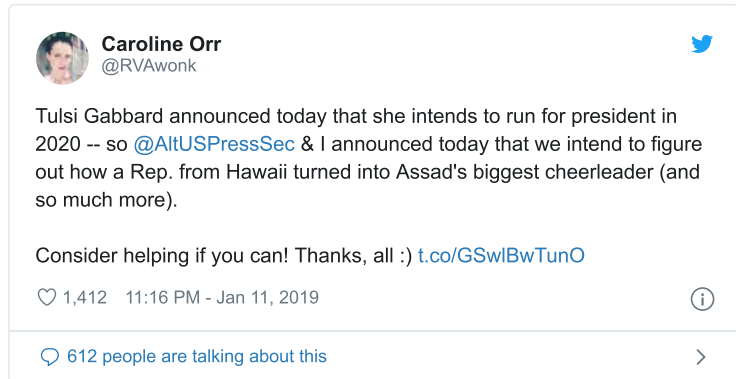 Caroline Orr
@RVAwonk
Tulsi Gabbard announced today that she intends to run for president in
2020 -- so @AltUSPressSec & I announced today that we intend to figure
out how a Rep. from Hawaii turned into Assad's biggest cheerleader (and
so much more).
Consider helping if you can! Thanks, all :) t.co/GSwlBwTunO
1,412 11:16 PM - Jan 11, 2019
612 people are talking about this